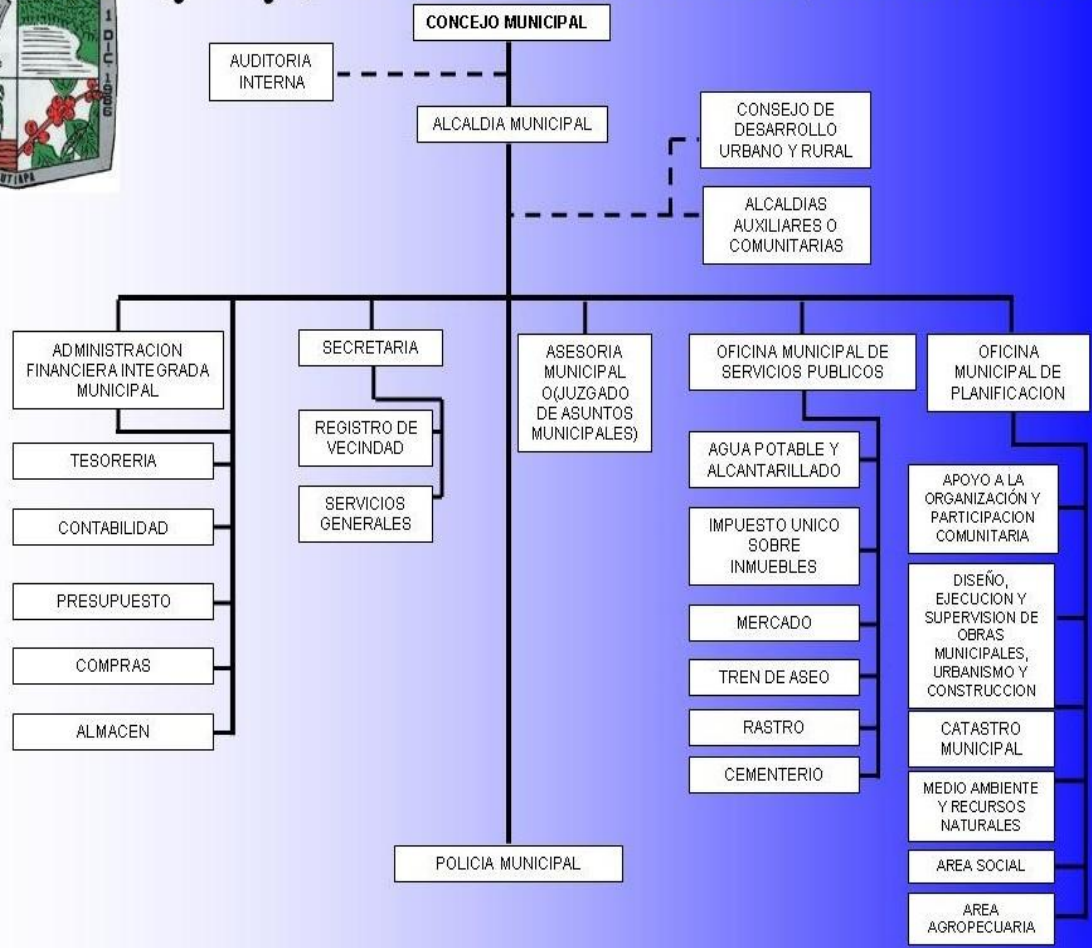 1 DIC. 1986
UTIAPA
CONCEJO MUNICIPAL
AUDITORIA
INTERNA
ALCALDIA MUNICIPAL
CONSEJO DE
DESARROLLO
URBANO Y RURAL
ALCALDIAS
AUXILIARES O
COMUNITARIAS
ADMINISTRACION
FINANCIERA INTEGRADA
MUNICIPAL
TESORERIA
CONTABILIDAD
PRESUPUESTO
COMPRAS
ALMACEN
SECRETARIA
REGISTRO DE
VECINDAD
SERVICIOS
GENERALES
ASESORIA
MUNICIPAL
O(JUZGADO
DE ASUNTOS
MUNICIPALES)
OFICINA MUNICIPAL DE
SERVICIOS PUBLICOS
AGUA POTABLE Y
ALCANTARILLADO
IMPUESTO UNICO
SOBRE
INMUEBLES
MERCADO
TREN DE ASEO
RASTRO
CEMENTERIO
OFICINA
MUNICIPAL DE
PLANIFICACION
APOYO A LA
ORGANIZACIÓN Y
PARTICIPACION
COMUNITARIA
DISEÑO,
EJECUCION Y
SUPERVISION DE
OBRAS
MUNICIPALES,
URBANISMO Y
CONSTRUCCION
CATASTRO
MUNICIPAL
MEDIO AMBIENTE
Y RECURSOS
NATURALES
AREA SOCIAL
AREA
AGROPECUARIA
POLICIA MUNICIPAL